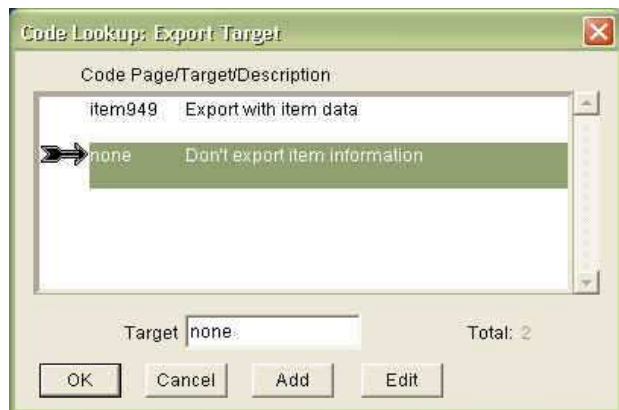 Code Lookup: Export Target
Code Page/Target/Description
item949 Export with item data
none Don't export item information
Target none Total: 2
OK Cancel Add Edit